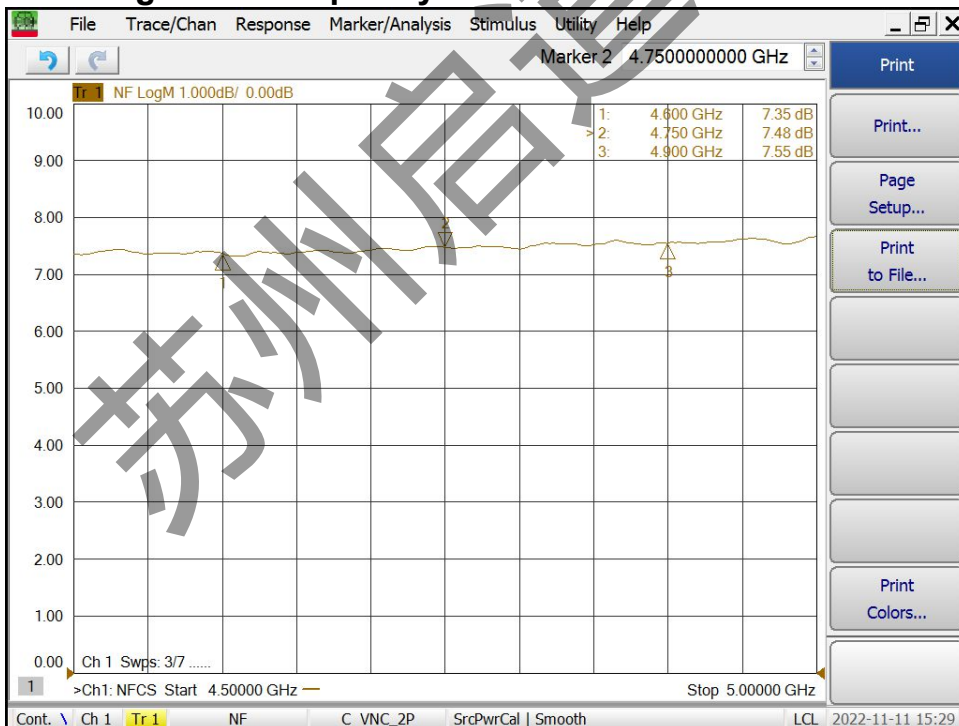 File Trace/Chan Response Marker/Analysis Stimulus Utility Help
Marker 2 4.7500000000 GHz
Print
Tr 1 NF LogM 1.000dB/ 0.00dB
1: 4.600 GHz 7.35 dB
>2: 4.750 GHz 7.48 dB
3: 4.900 GHz 7.55 dB
10.00
9.00
8.00
7.00
6.00
5.00
4.00
3.00
2.00
1.00
0.00
2
1
3
Print...
Page
Setup...
Print
to File...
Print
Colors...
Ch 1 Swps: 3/7 ......
1
>Ch1: NFCS Start 4.50000 GHz
Stop 5.00000 GHz
Cont. Ch 1 Tr 1 NF C VNC_2P SrcPwrCal | Smooth LCL 2022-11-11 15:29
苏州启